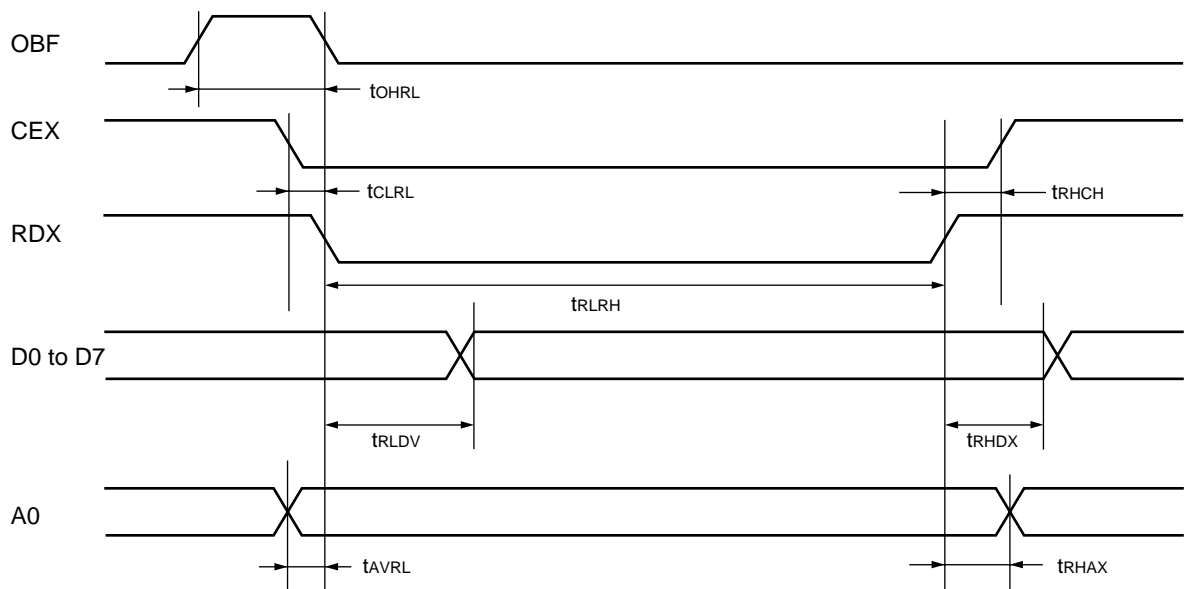 OBF
tOHRL
CEX
tCLRL
tRHCH
RDX
tRLRH
D0 to D7
tRLDV
tRHDX
A0
tAVRL
tRHAX